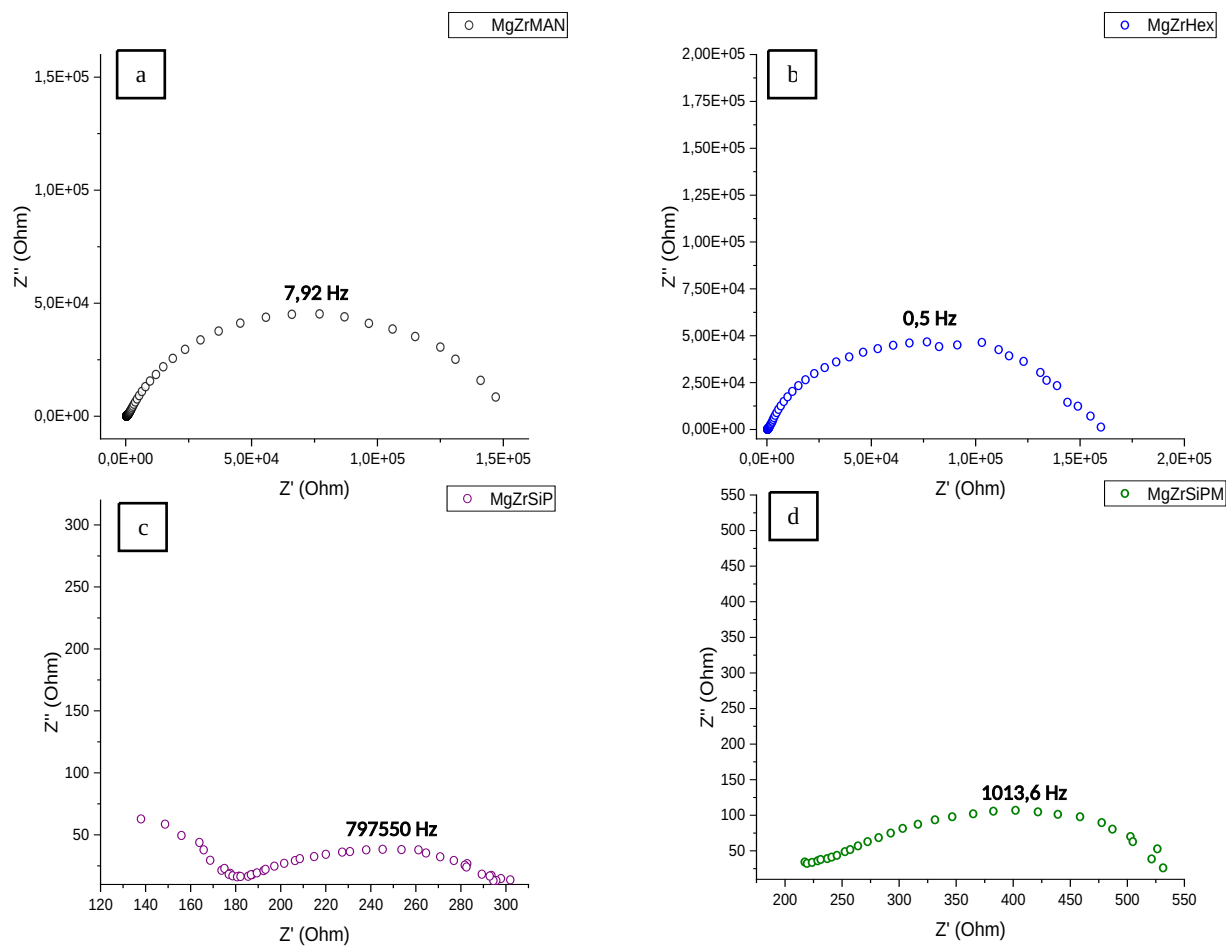 MgZrMAN
a
1,5E+05
1,0E+05
5,0E+04
0,0E+00
Z'' (Ohm)
7,92 Hz
0,0E+00 5,0E+04 1,0E+05 1,5E+05
Z' (Ohm)
MgZrHex
b
2,00E+05
1,75E+05
1,50E+05
1,25E+05
1,00E+05
7,50E+04
5,00E+04
2,50E+04
0,00E+00
Z'' (Ohm)
0,5 Hz
0,0E+00 5,0E+04 1,0E+05 1,5E+05 2,0E+05
Z' (Ohm)
MgZrSiP
c
300
250
200
150
100
50
Z'' (Ohm)
797550 Hz
120 140 160 180 200 220 240 260 280 300
Z' (Ohm)
MgZrSiPM
d
550
500
450
400
350
300
250
200
150
100
50
Z'' (Ohm)
1013,6 Hz
200 250 300 350 400 450 500 550
Z' (Ohm)